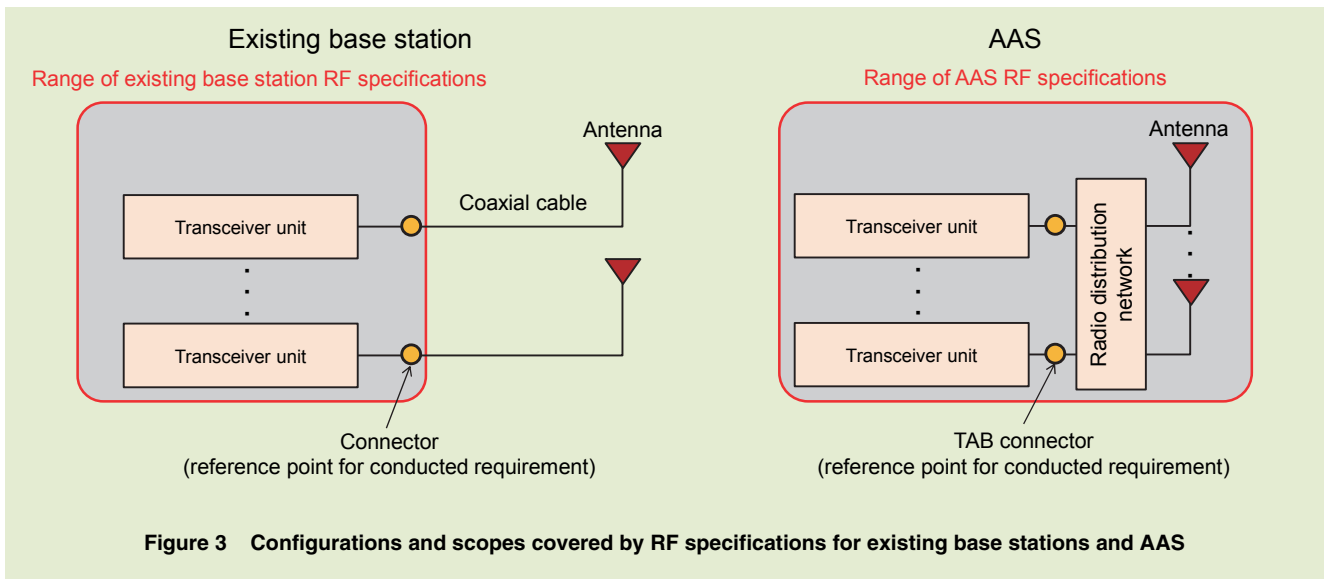 Existing base station
Range of existing base station RF specifications
Antenna
Coaxial cable
Transceiver unit
Transceiver unit
Connector
(reference point for conducted requirement)
AAS
Range of AAS RF specifications
Antenna
Transceiver unit
Radio distribution
network
Transceiver unit
TAB connector
(reference point for conducted requirement)
Figure 3 Configurations and scopes covered by RF specifications for existing base stations and AAS